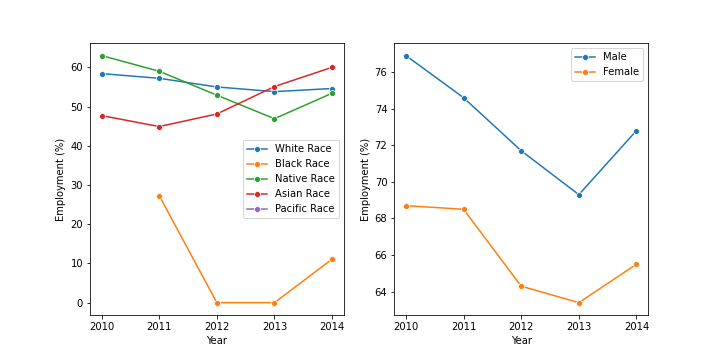 60
50
40
30
20
10
0
Employment (%)
2010 2011 2012 2013 2014
Year
White Race
Black Race
Native Race
Asian Race
Pacific Race
76
74
72
70
68
66
64
Employment (%)
2010 2011 2012 2013 2014
Year
Male
Female